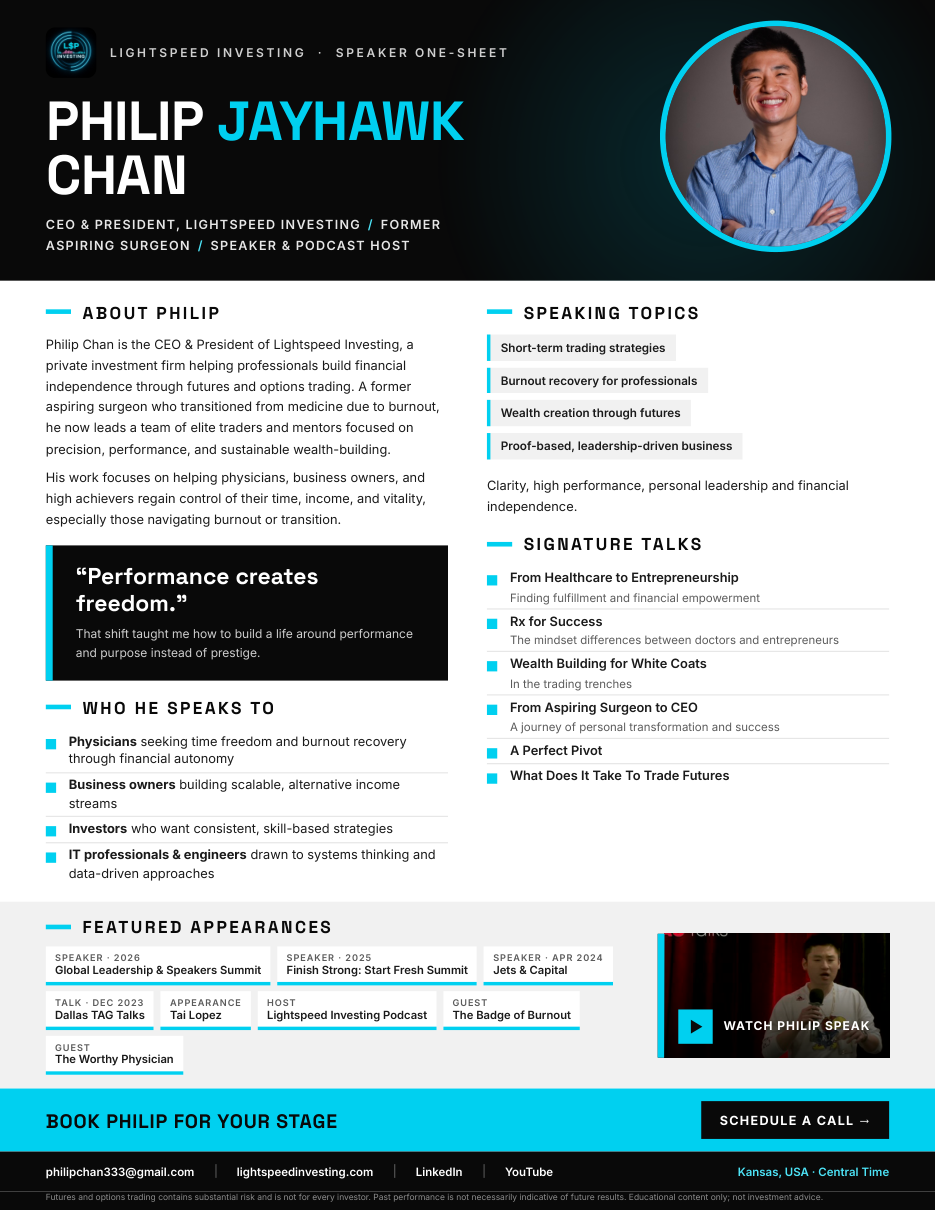 LSP
INVESTING
LIGHTSPEED INVESTING · SPEAKER ONE-SHEET
PHILIP JAYHAWK
CHAN
CEO & PRESIDENT, LIGHTSPEED INVESTING / FORMER
ASPIRING SURGEON / SPEAKER & PODCAST HOST
ABOUT PHILIP
Philip Chan is the CEO & President of Lightspeed Investing, a
private investment firm helping professionals build financial
independence through futures and options trading. A former
aspiring surgeon who transitioned from medicine due to burnout,
he now leads a team of elite traders and mentors focused on
precision, performance, and sustainable wealth-building.
His work focuses on helping physicians, business owners, and
high achievers regain control of their time, income, and vitality,
especially those navigating burnout or transition.
“Performance creates
freedom.”
That shift taught me how to build a life around performance
and purpose instead of prestige.
WHO HE SPEAKS TO
Physicians seeking time freedom and burnout recovery
through financial autonomy
Business owners building scalable, alternative income
streams
Investors who want consistent, skill-based strategies
IT professionals & engineers drawn to systems thinking and
data-driven approaches
SPEAKING TOPICS
Short-term trading strategies
Burnout recovery for professionals
Wealth creation through futures
Proof-based, leadership-driven business
Clarity, high performance, personal leadership and financial
independence.
SIGNATURE TALKS
From Healthcare to Entrepreneurship
Finding fulfillment and financial empowerment
Rx for Success
The mindset differences between doctors and entrepreneurs
Wealth Building for White Coats
In the trading trenches
From Aspiring Surgeon to CEO
A journey of personal transformation and success
A Perfect Pivot
What Does It Take To Trade Futures
FEATURED APPEARANCES
SPEAKER · 2026
Global Leadership & Speakers Summit
SPEAKER · 2025
Finish Strong: Start Fresh Summit
SPEAKER · APR 2024
Jets & Capital
TALK · DEC 2023
Dallas TAG Talks
APPEARANCE
Tai Lopez
HOST
Lightspeed Investing Podcast
GUEST
The Badge of Burnout
GUEST
The Worthy Physician
Talks
WATCH PHILIP SPEAK
BOOK PHILIP FOR YOUR STAGE
SCHEDULE A CALL →
philipchan333@gmail.com
lightspeedinvesting.com
LinkedIn
YouTube
Kansas, USA · Central Time
Futures and options trading contains substantial risk and is not for every investor. Past performance is not necessarily indicative of future results. Educational content only; not investment advice.